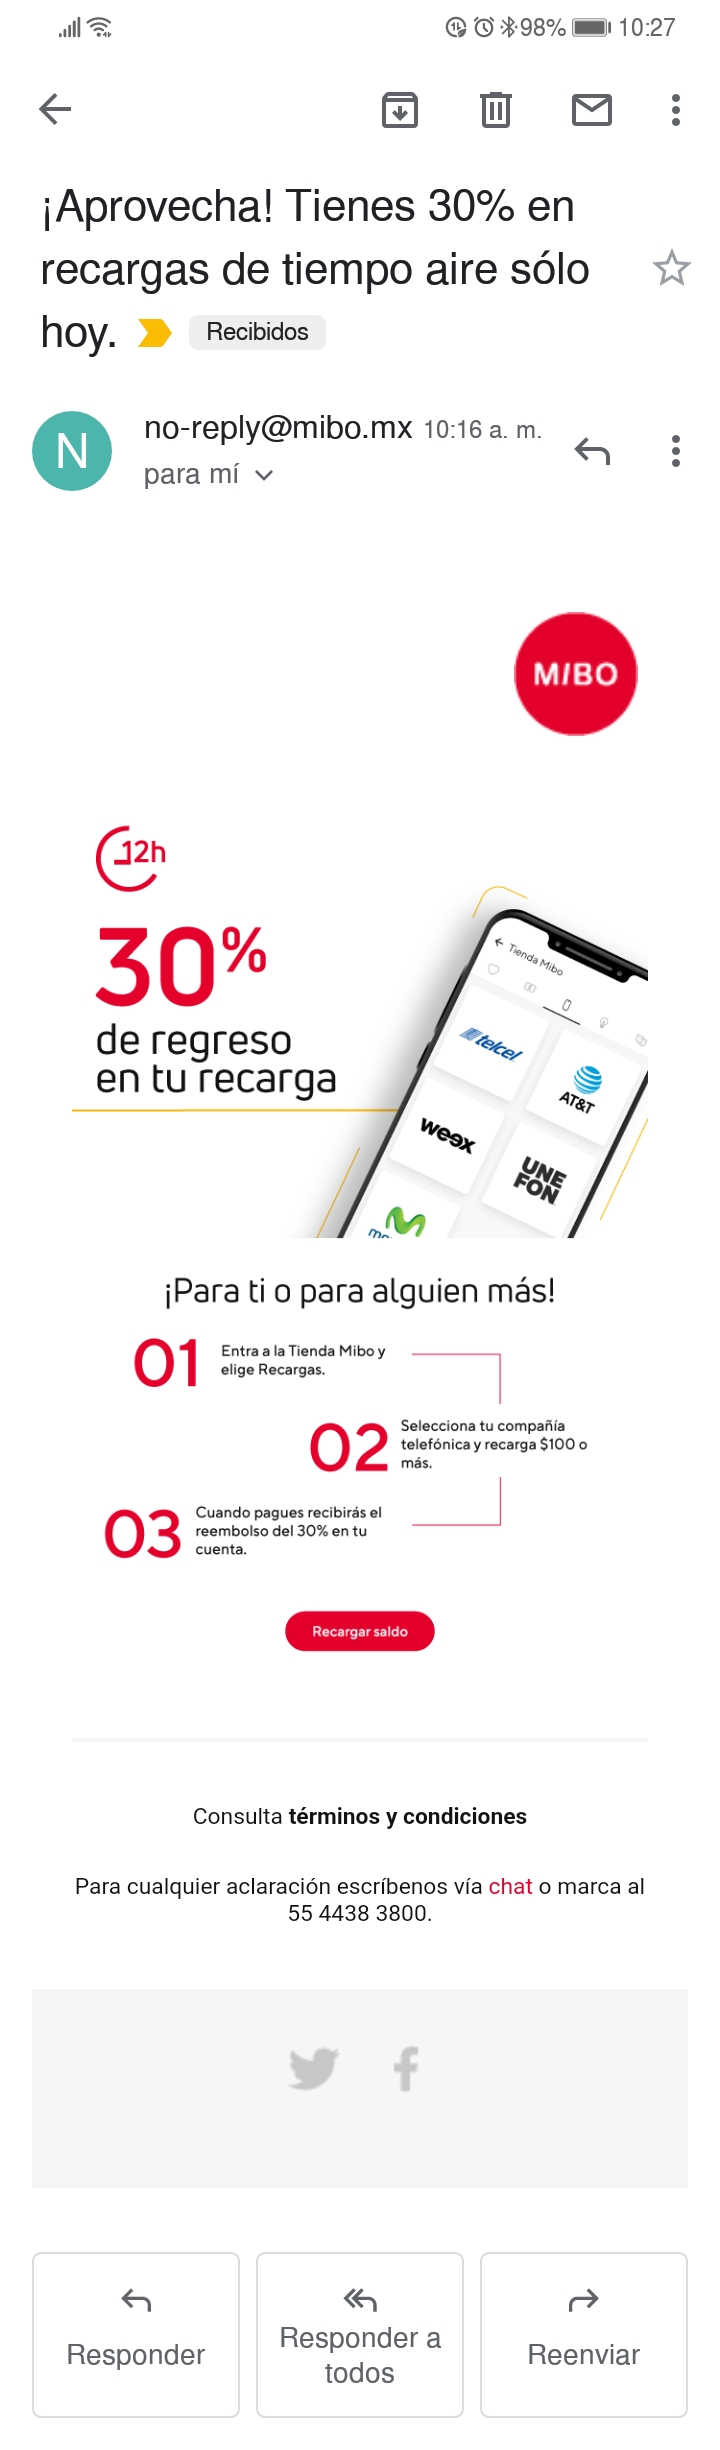 98% 10:27
¡Aprovecha! Tienes 30% en
recargas de tiempo aire sólo
hoy. Recibidos
N
no-reply@mibo.mx 10:16 a. m.
para mí
MIBO
12h
30%
de regreso
en tu recarga
Tienda Mibo
telcel
AT&T
weex
UNE
FON
¡Para ti o para alguien más!
01 Entra a la Tienda Mibo y
elige Recargas.
02 Selecciona tu compañía
telefónica y recarga $100 o
más.
03 Cuando pagues recibirás el
reembolso del 30% en tu
cuenta.
Recargar saldo
Consulta términos y condiciones
Para cualquier aclaración escríbenos vía chat o marca al
55 4438 3800.
Responder
Responder a
todos
Reenviar